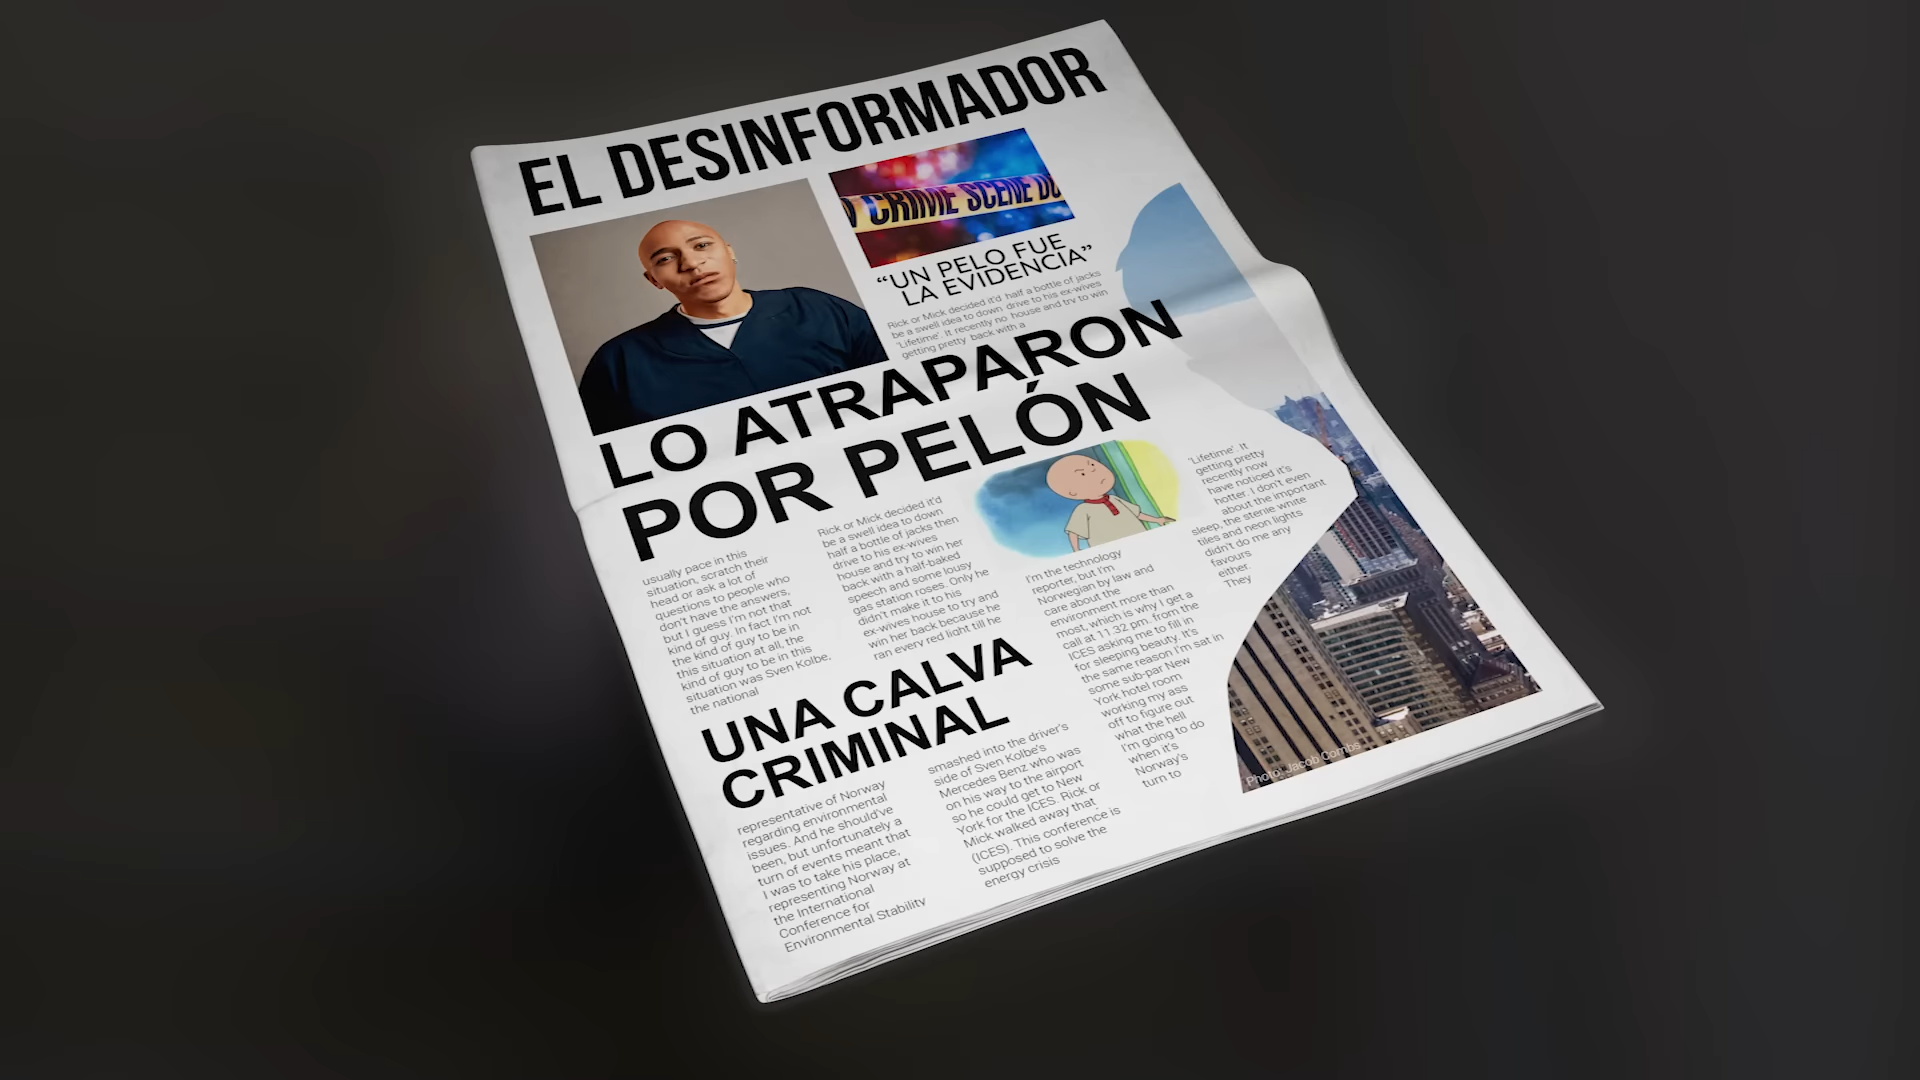 EL DESINFORMADOR
CRIME SCENE DO
“UN PELO FUE
LA EVIDENCIA”
Rick or Mick decided it'd half a bottle of jacks
be a swell idea to down drive to his ex-wives
'Lifetime'. It recently no house and try to win
getting pretty back with a
LO ATRAPARON
POR PELÓN
usually pace in this
situation, scratch their
head or ask a lot of
questions to people who
don't have the answers,
but I guess I'm not that
kind of guy. In fact I'm not
the kind of guy to be in
this situation at all, the
kind of guy to be in this
situation was Sven Kolbe,
the national
Rick or Mick decided it'd
be a swell idea to down
half a bottle of jacks then
drive to his ex-wives
house and try to win her
back with a half-baked
speech and some lousy
gas station roses. Only he
didn't make it to his
ex-wives house to try and
win her back because he
ran every red light till he
UNA CALVA
CRIMINAL
representative of Norway
regarding environmental
issues. And he should've
been, but unfortunately a
turn of events meant that
I was to take his place,
representing Norway at
the International
Conference for
Environmental Stability
smashed into the driver's
side of Sven Kolbe's
Mercedes Benz who was
on his way to the airport
so he could get to New
York for the ICES. Rick or
Mick walked away that
(ICES). This conference is
supposed to solve the
energy crisis
I'm the technology
reporter, but I'm
Norwegian by law and
care about the
environment more than
most, which is why I get a
call at 11.32 pm. from the
ICES asking me to fill in
for sleeping beauty. It's
the same reason I'm sat in
some sub-par New
York hotel room
working my ass
off to figure out
what the hell
I'm going to do
when it's
Norway's
turn to
'Lifetime'. It
getting pretty
recently now
have noticed it's
hotter. I don't even
about the important
sleep, the sterile white
tiles and neon lights
didn't do me any
favours
either.
They
Photo: Jacob Combs